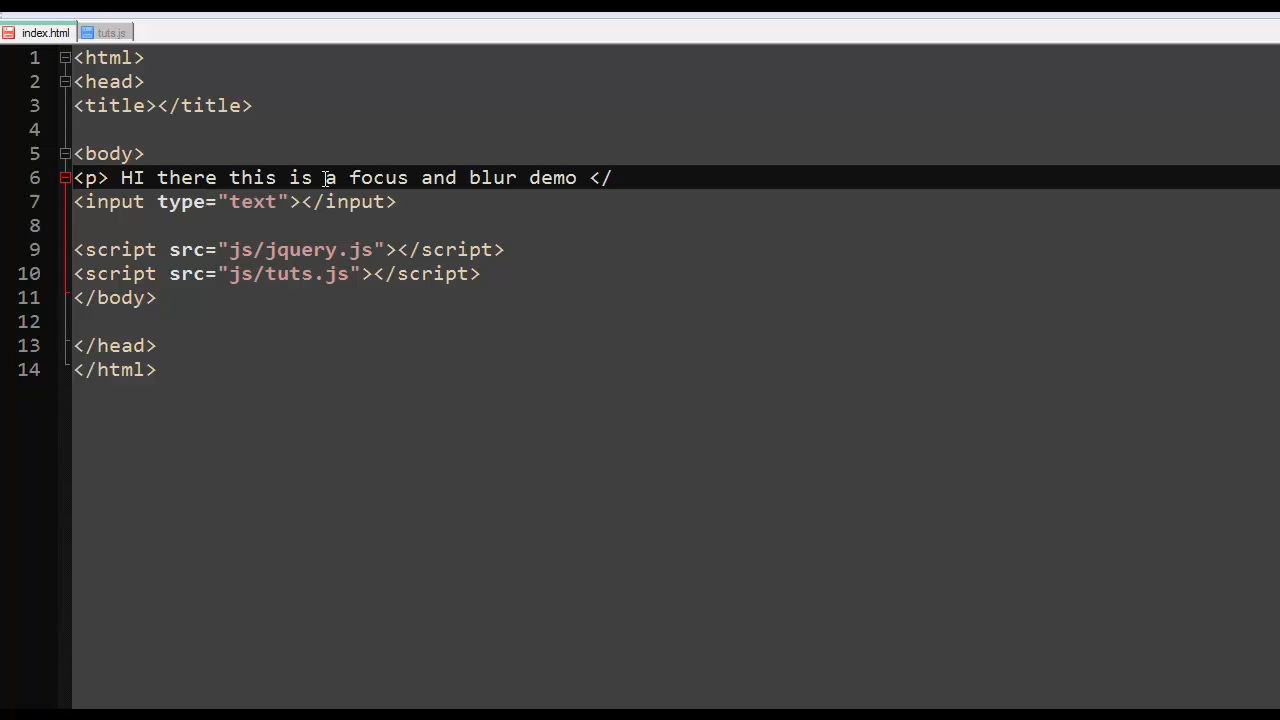 index.html tuts.js
1 <html>
2 <head>
3 <title></title>
4
5 <body>
6 <p> HI there this is a focus and blur demo </
7 <input type="text"></input>
8
9 <script src="js/jquery.js"></script>
10 <script src="js/tuts.js"></script>
11 </body>
12
13 </head>
14 </html>